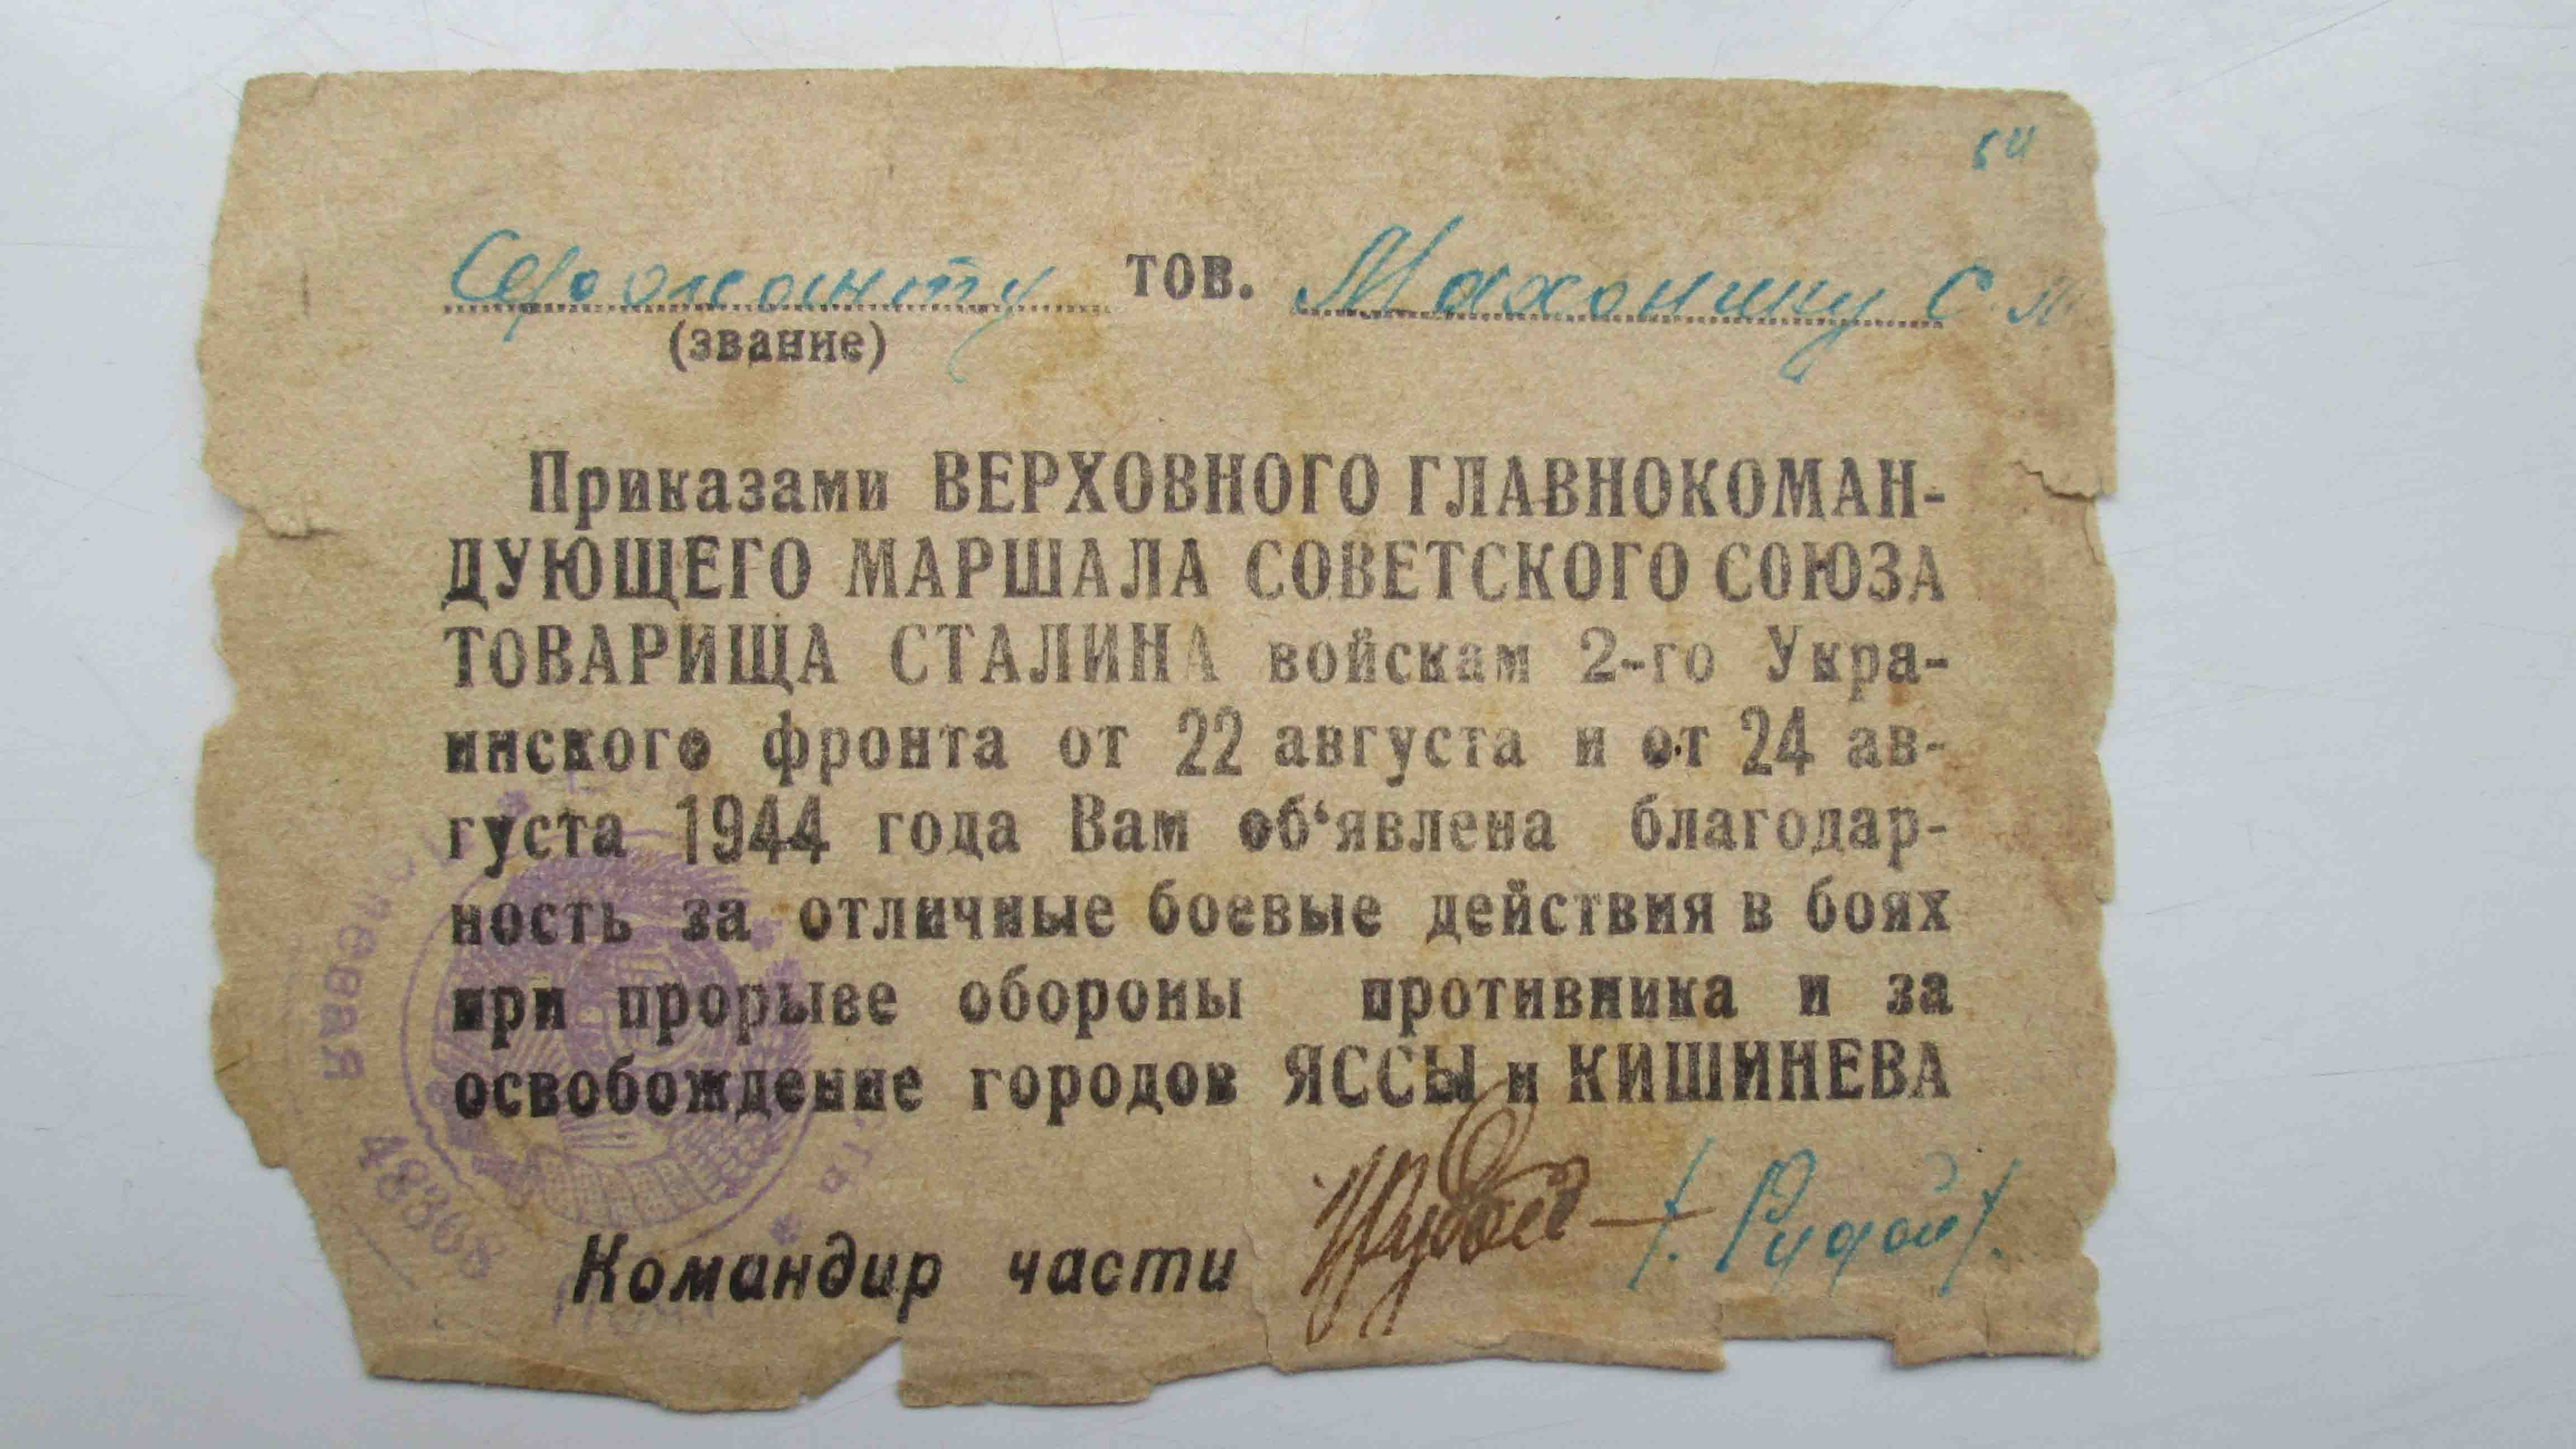 54
Сержанту тов. Махонину С.
(звание)
Приказами ВЕРХОВНОГО ГЛАВНОКОМАН-
ДУЮЩЕГО МАРШАЛА СОВЕТСКОГО СОЮЗА
ТОВАРИЩА СТАЛИНА войскам 2-го Укра-
инского фронта от 22 августа и от 24 ав-
густа 1944 года Вам об‘явлена благодар-
ность за отличные боевые действия в боях
при прорыве обороны противника и за
освобождение городов ЯССЫ и КИШИНЕВА
полевая
Командир части /.Рудой/.